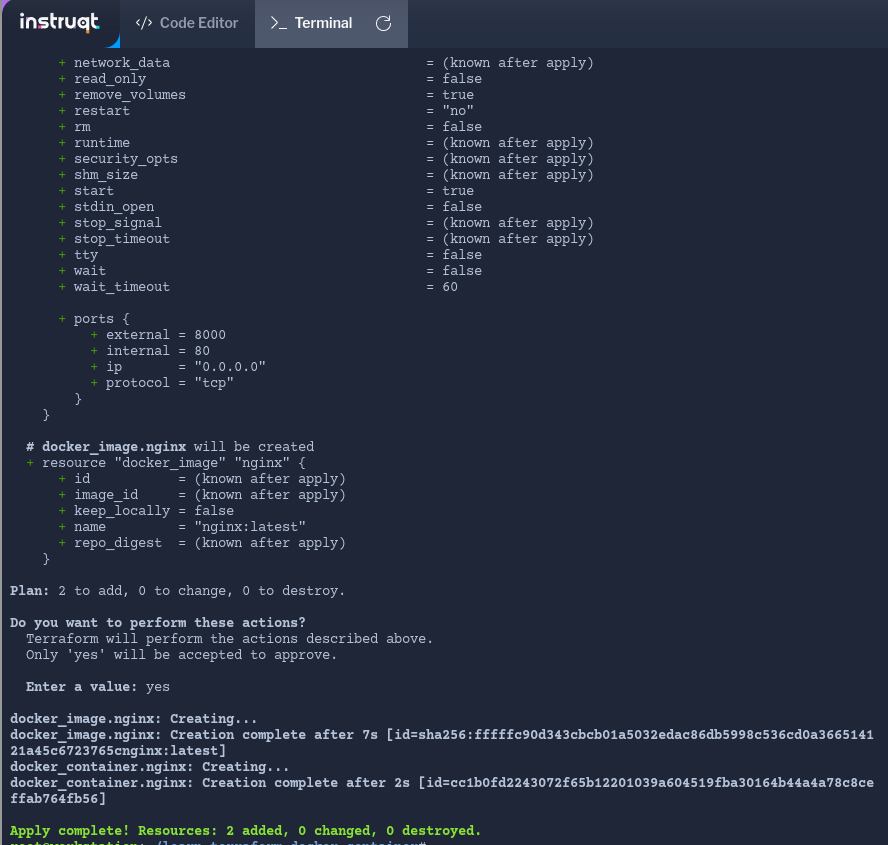 instruqt
</> Code Editor
>_ Terminal
+ network_data = (known after apply)
+ read_only = false
+ remove_volumes = true
+ restart = "no"
+ rm = false
+ runtime = (known after apply)
+ security_opts = (known after apply)
+ shm_size = (known after apply)
+ start = true
+ stdin_open = false
+ stop_signal = (known after apply)
+ stop_timeout = (known after apply)
+ tty = false
+ wait = false
+ wait_timeout = 60
+ ports {
+ external = 8000
+ internal = 80
+ ip = "0.0.0.0"
+ protocol = "tcp"
}
}
# docker_image.nginx will be created
+ resource "docker_image" "nginx" {
+ id = (known after apply)
+ image_id = (known after apply)
+ keep_locally = false
+ name = "nginx:latest"
+ repo_digest = (known after apply)
}
Plan: 2 to add, 0 to change, 0 to destroy.
Do you want to perform these actions?
Terraform will perform the actions described above.
Only 'yes' will be accepted to approve.
Enter a value: yes
docker_image.nginx: Creating...
docker_image.nginx: Creation complete after 7s [id=sha256:fffffc90d343cbcb01a5032edac86db5998c536cd0a3665141
21a45c6723765cnginx:latest]
docker_container.nginx: Creating...
docker_container.nginx: Creation complete after 2s [id=cc1b0fd2243072f65b12201039a604519fba30164b44a4a78c8ce
ffab764fb56]
Apply complete! Resources: 2 added, 0 changed, 0 destroyed.